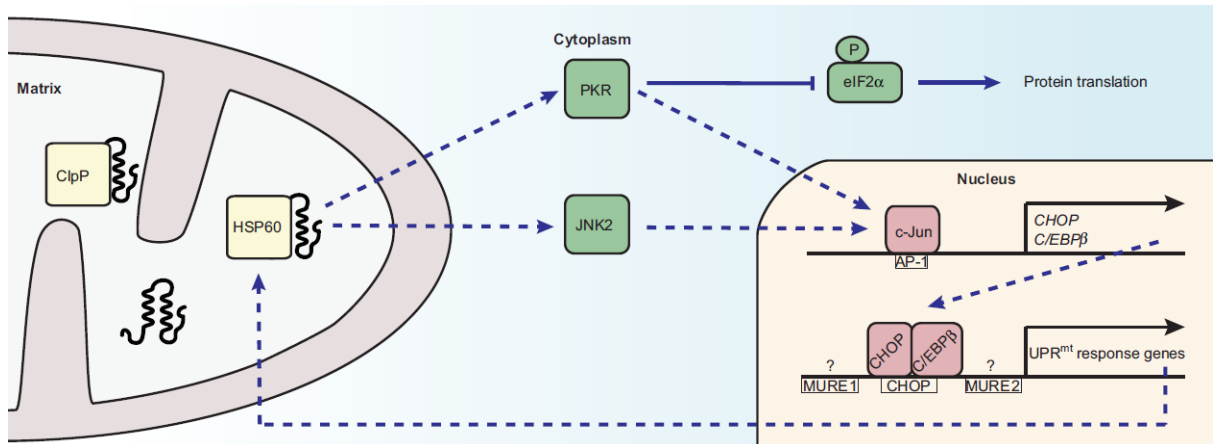 Cytoplasm
P
Matrix
PKR
eIF2α
Protein translation
ClpP
Nucleus
HSP60
JNK2
c-Jun
CHOP
C/EBPβ
AP-1
CHOP
C/EBPβ
UPRmt response genes
?
?
MURE1
CHOP
MURE2